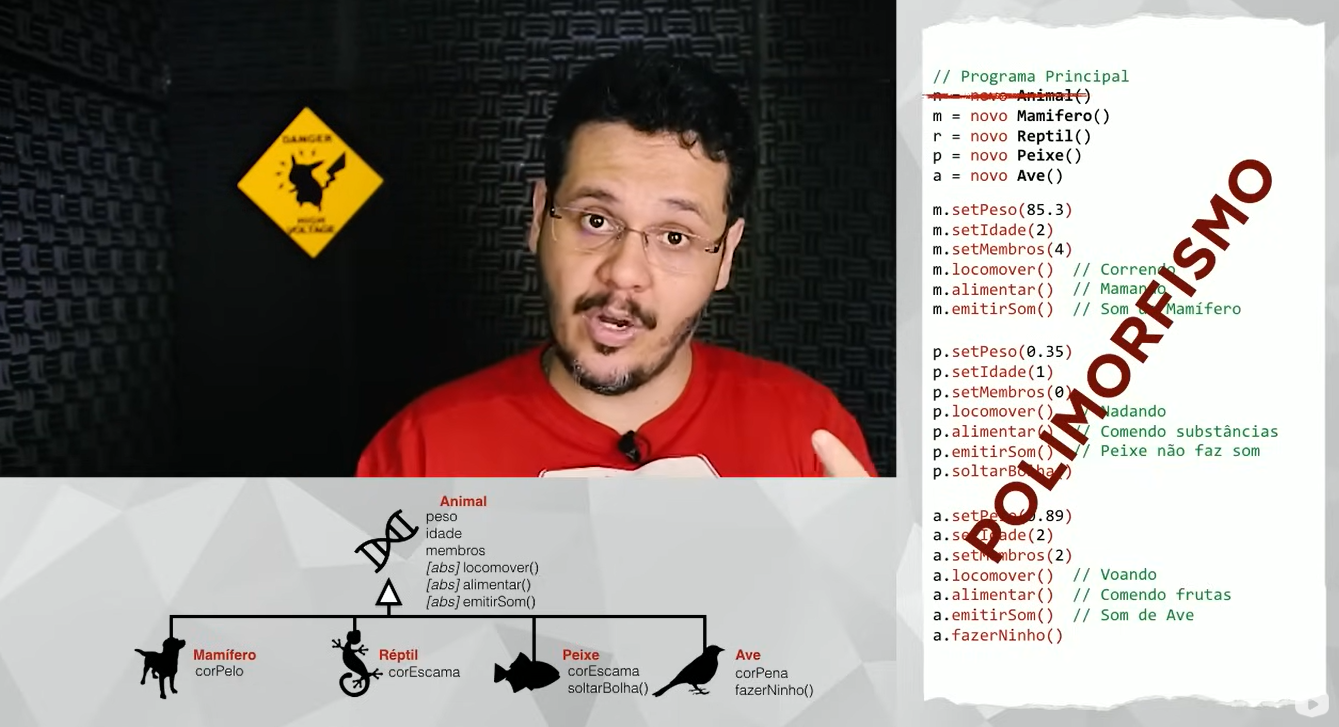 DANGER
HIGH
VOLTAGE
// Programa Principal
n = novo Animal()
m = novo Mamifero()
r = novo Reptil()
p = novo Peixe()
a = novo Ave()
m.setPeso(85.3)
m.setIdade(2)
m.setMembros(4)
m.locomover() // Correndo
m.alimentar() // Mamando
m.emitirSom() // Som de Mamífero
p.setPeso(0.35)
p.setIdade(1)
p.setMembros(0)
p.locomover() // Nadando
p.alimentar() // Comendo substâncias
p.emitirSom() // Peixe não faz som
p.soltarBolha()
a.setPeso(0.89)
a.setIdade(2)
a.setMembros(2)
a.locomover() // Voando
a.alimentar() // Comendo frutas
a.emitirSom() // Som de Ave
a.fazerNinho()
POLIMORFISMO
Animal
peso
idade
membros
[abs] locomover()
[abs] alimentar()
[abs] emitirSom()
Mamífero
corPelo
Réptil
corEscama
Peixe
corEscama
soltarBolha()
Ave
corPena
fazerNinho()